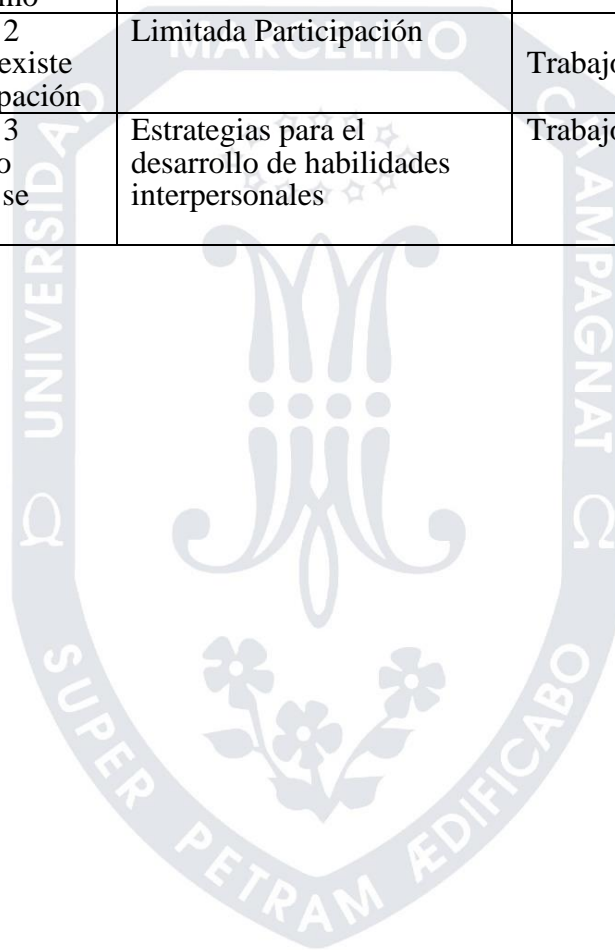 2
existe
pación
Limitada Participación
Trabajo
3
o
se
Estrategias para el
desarrollo de habilidades
interpersonales
Trabajo
UNIVERSIDAD MARCELINO CHAMPAGNAT
SUPER PETRAM ÆDIFICABO